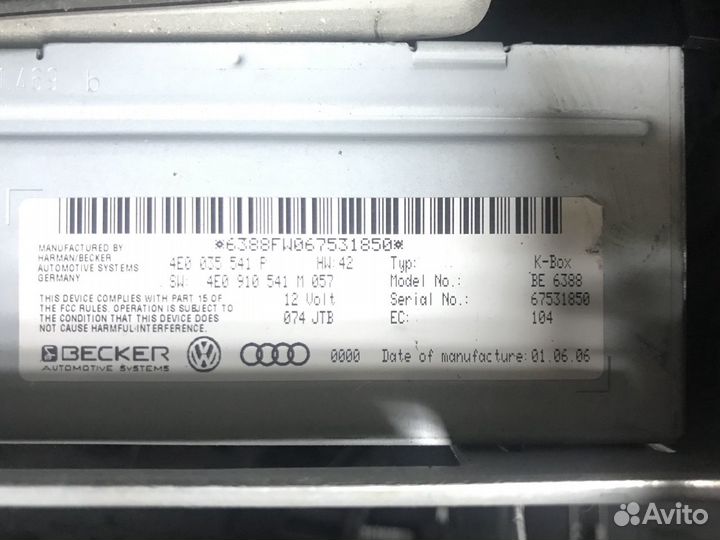 *6388FW067531850*
MANUFACTURED BY
HARMAN/BECKER
AUTOMOTIVE SYSTEMS
GERMANY
4E0 035 541 P HW:42
SW: 4E0 910 541 M 057
12 Volt
074 JTB
Typ: K-Box
Model No.: BE 6388
Serial No.: 67531850
EC: 104
THIS DEVICE COMPLIES WITH PART 15 OF
THE FCC RULES. OPERATION IS SUBJECT TO
THE CONDITION THAT THIS DEVICE DOES
NOT CAUSE HARMFUL-INTERFERENCE.
BECKER
AUTOMOTIVE SYSTEMS
0000 Date of manufacture: 01.06.06
Avito